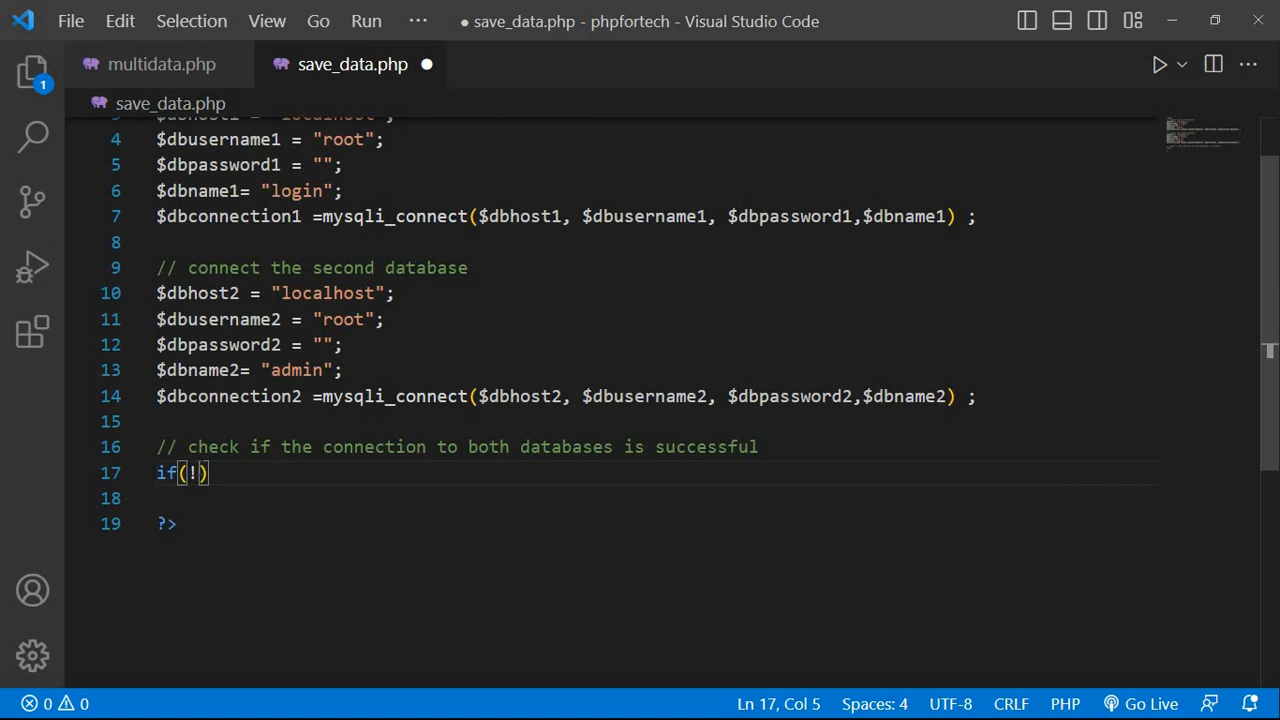 File Edit Selection View Go Run ··· ● save_data.php - phpfortech - Visual Studio Code
multidata.php save_data.php ●
save_data.php
1
3 $dbhost1 = "localhost";
4 $dbusername1 = "root";
5 $dbpassword1 = "";
6 $dbname1= "login";
7 $dbconnection1 =mysqli_connect($dbhost1, $dbusername1, $dbpassword1,$dbname1) ;
8
9 // connect the second database
10 $dbhost2 = "localhost";
11 $dbusername2 = "root";
12 $dbpassword2 = "";
13 $dbname2= "admin";
14 $dbconnection2 =mysqli_connect($dbhost2, $dbusername2, $dbpassword2,$dbname2) ;
15
16 // check if the connection to both databases is successful
17 if(!)
18
19 ?>
0 0 Ln 17, Col 5 Spaces: 4 UTF-8 CRLF PHP Go Live